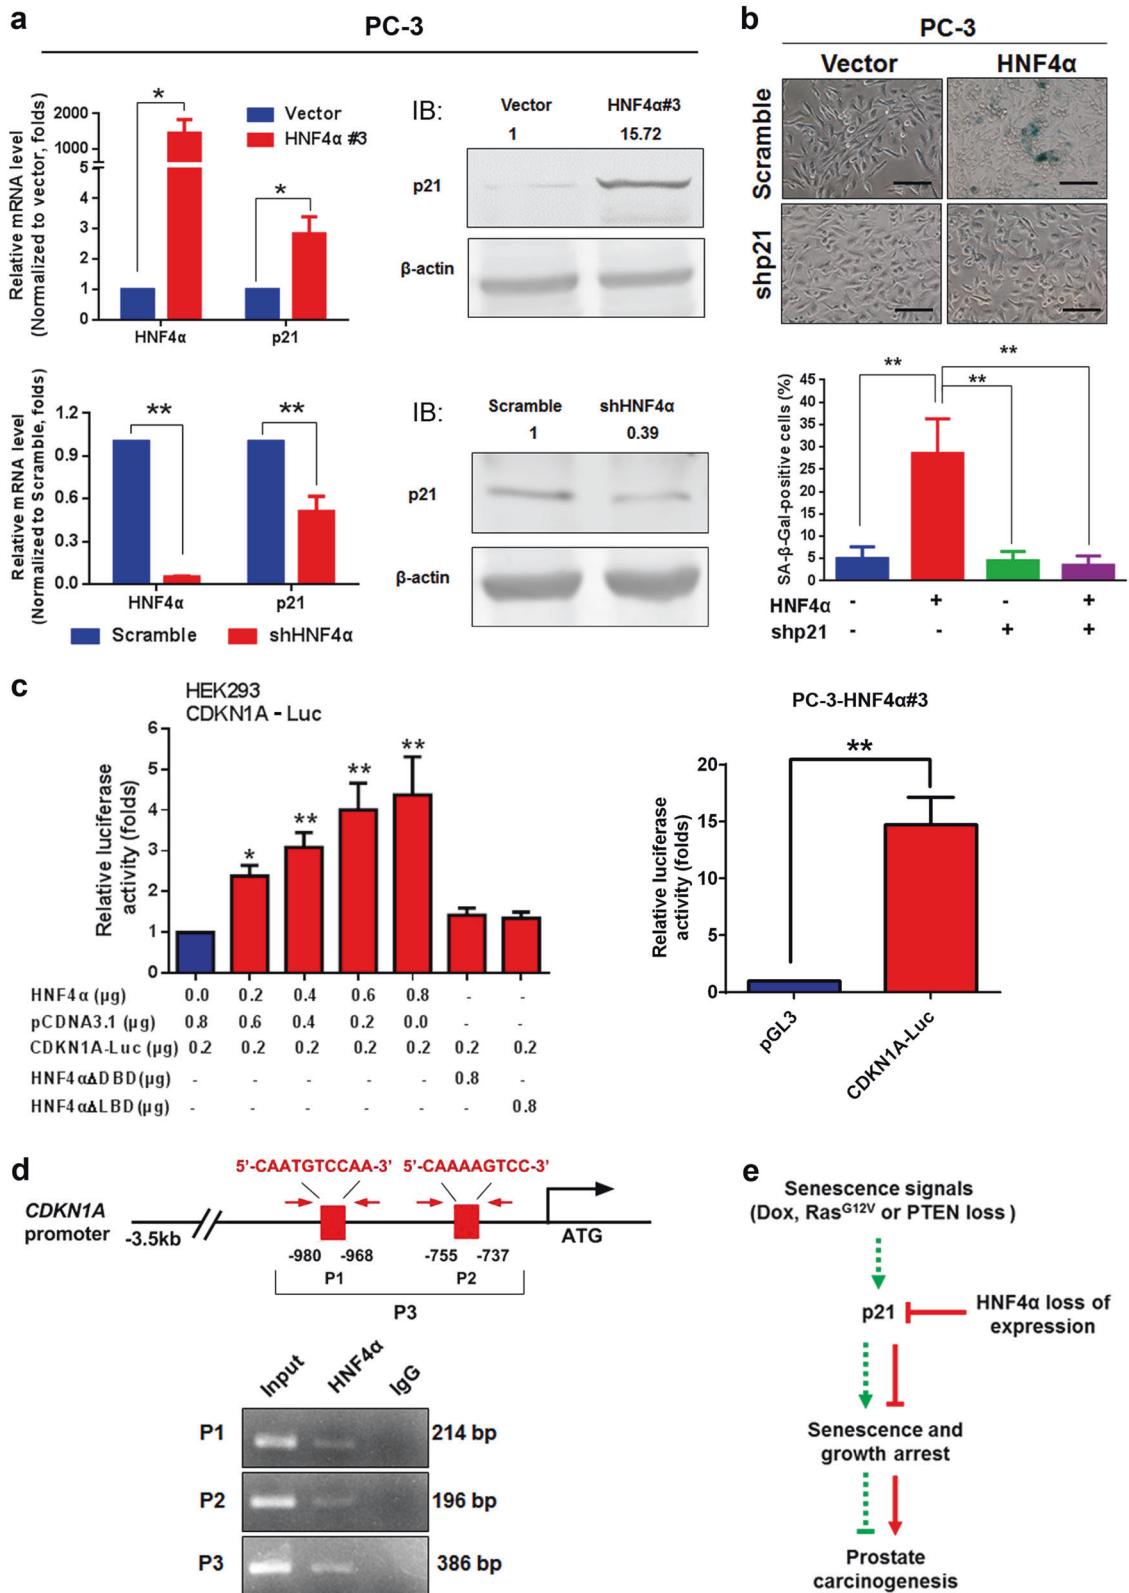 a
PC-3
Relative mRNA level
(Normalized to vector, folds)
2000
1000
5
4
3
2
1
0
*
*
Vector
HNF4α #3
HNF4α
p21
IB:
Vector
HNF4α#3
1
15.72
p21
β-actin
Relative mRNA level
(Normalized to Scramble, folds)
1.2
0.9
0.6
0.3
0.0
**
**
HNF4α
p21
Scramble
shHNF4α
IB:
Scramble
shHNF4α
1
0.39
p21
β-actin
b
PC-3
Vector
HNF4α
Scramble
shp21
SA-β-Gal-positive cells (%)
45
40
35
30
25
20
15
10
5
0
**
**
**
HNF4α - + - +
shp21 - - + +
c
HEK293
CDKN1A - Luc
Relative luciferase
activity (folds)
6
5
4
3
2
1
0
*
**
**
**
HNF4α (µg) 0.0 0.2 0.4 0.6 0.8 - -
pCDNA3.1 (µg) 0.8 0.6 0.4 0.2 0.0 - -
CDKN1A-Luc (µg) 0.2 0.2 0.2 0.2 0.2 0.2 0.2
HNF4αΔDBD (µg) - - - - - 0.8
HNF4αΔLBD (µg) - - - - - 0.8
PC-3-HNF4α#3
Relative luciferase
activity (folds)
20
15
10
5
0
**
pGL3
CDKN1A-Luc
d
5'-CAATGTCCAA-3' 5'-CAAAAGTCC-3'
CDKN1A
promoter
-3.5kb
ATG
-980 -968
-755 -737
P1
P2
P3
Input
HNF4α
IgG
P1
214 bp
P2
196 bp
P3
386 bp
e
Senescence signals
(Dox, RasG12V or PTEN loss )
p21
HNF4α loss of
expression
Senescence and
growth arrest
Prostate
carcinogenesis